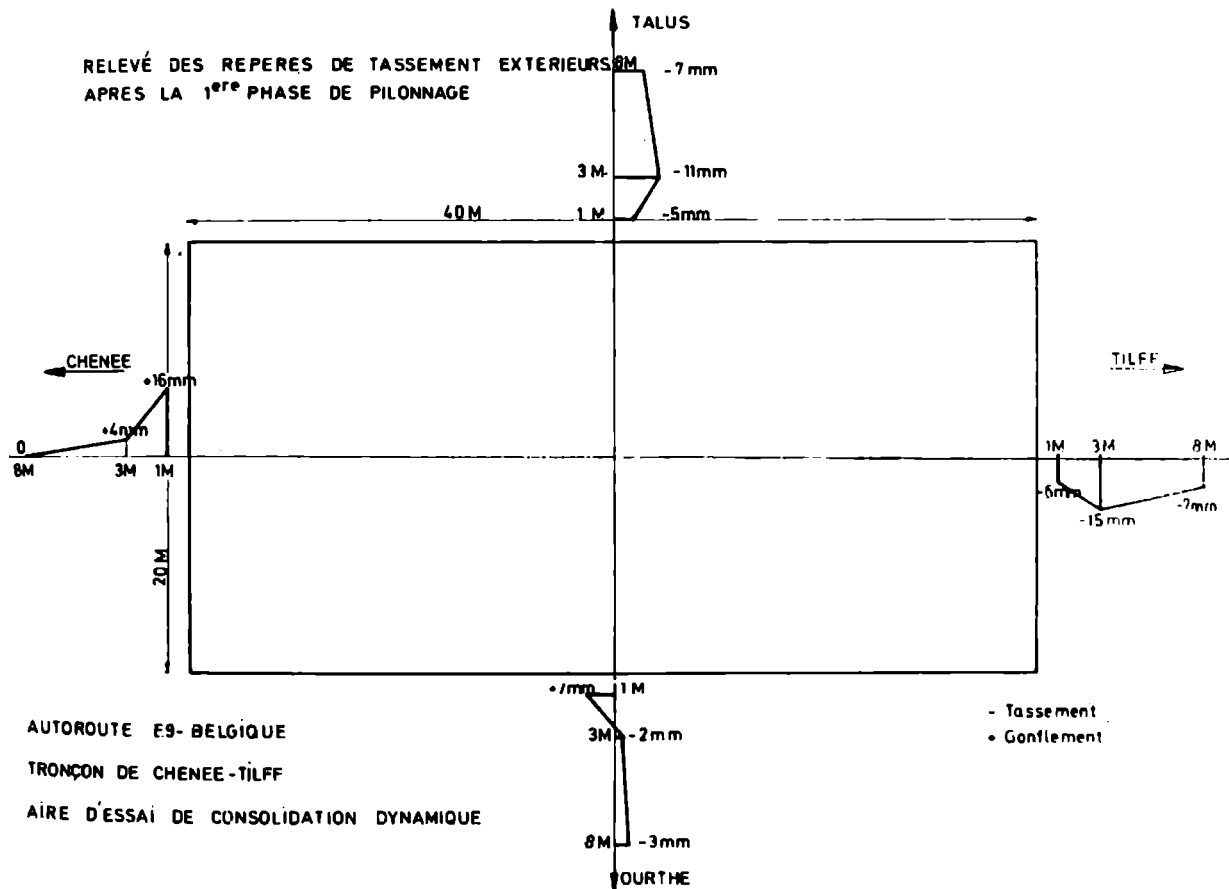 TALUS
RELEVÉ DES REPERES DE TASSEMENT EXTERIEURS
APRES LA 1ere PHASE DE PILONNAGE
8M
-7mm
3M
-11mm
40M
1M
-5mm
CHENEE
TILFF
+16mm
+4mm
0
8M
3M
1M
1M
3M
8M
-6mm
-15mm
-7mm
20M
+7mm
1M
3M
-2mm
8M
-3mm
OURTHE
AUTOROUTE E9-BELGIQUE
TRONÇON DE CHENEE-TILFF
AIRE D'ESSAI DE CONSOLIDATION DYNAMIQUE
- Tassement
+ Gonflement